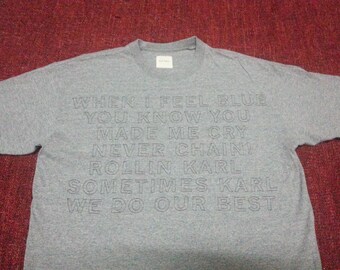 WHEN I FEEL BLUE
YOU KNOW YOU
MADE ME CRY
NEVER CHAIN!
ROLLIN KARL
SOMETIMES KARL
WE DO OUR BEST